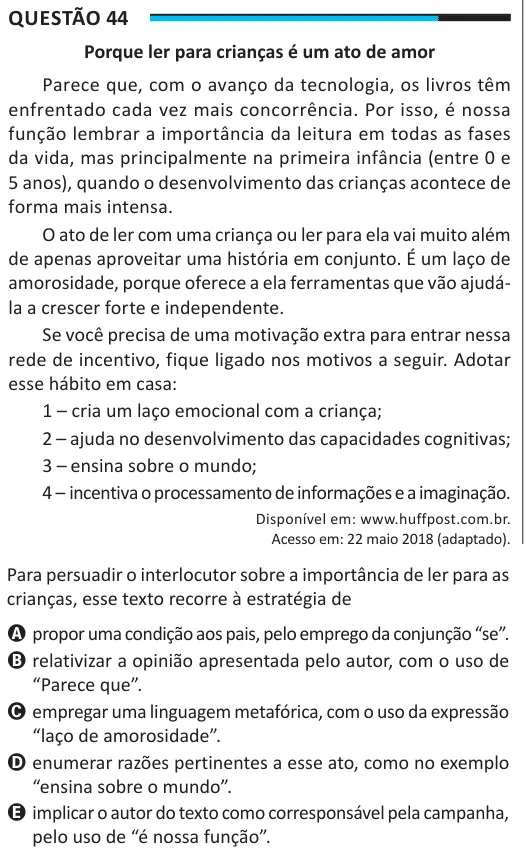 QUESTÃO 44
Porque ler para crianças é um ato de amor
Parece que, com o avanço da tecnologia, os livros têm
enfrentado cada vez mais concorrência. Por isso, é nossa
função lembrar a importância da leitura em todas as fases
da vida, mas principalmente na primeira infância (entre 0 e
5 anos), quando o desenvolvimento das crianças acontece de
forma mais intensa.
O ato de ler com uma criança ou ler para ela vai muito além
de apenas aproveitar uma história em conjunto. É um laço de
amorosidade, porque oferece a ela ferramentas que vão ajudá-
la a crescer forte e independente.
Se você precisa de uma motivação extra para entrar nessa
rede de incentivo, fique ligado nos motivos a seguir. Adotar
esse hábito em casa:
1 – cria um laço emocional com a criança;
2 – ajuda no desenvolvimento das capacidades cognitivas;
3 – ensina sobre o mundo;
4 – incentiva o processamento de informações e a imaginação.
Disponível em: www.huffpost.com.br.
Acesso em: 22 maio 2018 (adaptado).
Para persuadir o interlocutor sobre a importância de ler para as
crianças, esse texto recorre à estratégia de
A propor uma condição aos pais, pelo emprego da conjunção “se”.
B relativizar a opinião apresentada pelo autor, com o uso de
“Parece que”.
C empregar uma linguagem metafórica, com o uso da expressão
“laço de amorosidade”.
D enumerar razões pertinentes a esse ato, como no exemplo
“ensina sobre o mundo”.
E implicar o autor do texto como corresponsável pela campanha,
pelo uso de “é nossa função”.